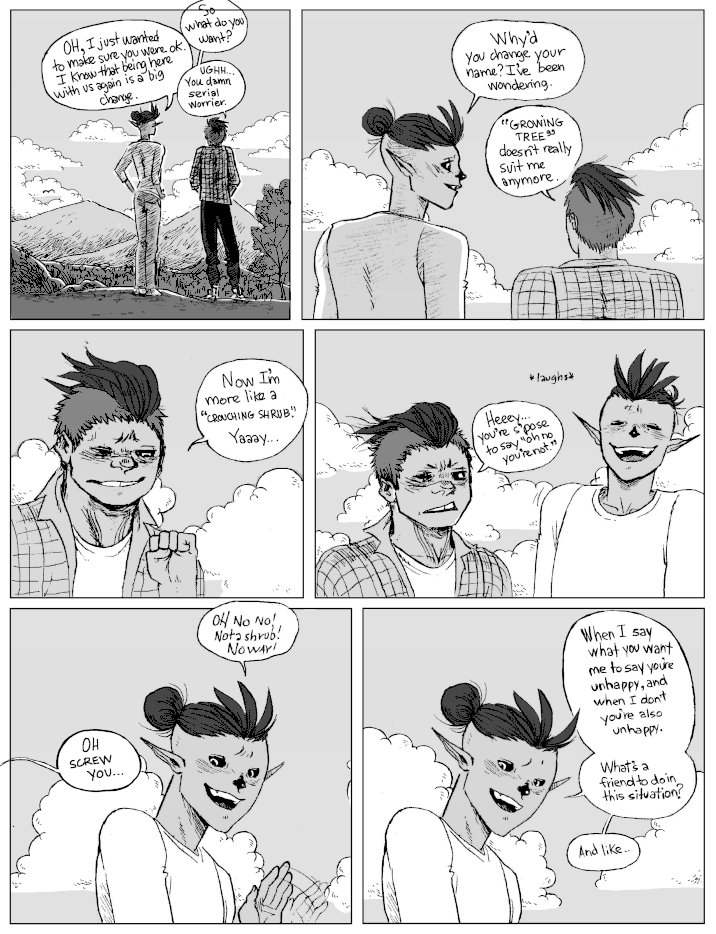 So
what do you
want?
OH, I just wanted
to make sure you were ok.
I know that being here
with us again is a big
change.
UGHH...
You damn
serial
worrier.
Why'd
you change your
name? I've been
wondering.
"GROWING
TREE"
doesn't really
suit me
anymore.
Now I'm
more like a
"CROUCHING SHRUB."
Yaaay...
*laughs*
Heeey...
you're s'pose
to say "oh no
you're not."
OH NO NO!
Not a shrub!
NO WAY!
OH
SCREW
YOU...
When I say
what you want
me to say you're
unhappy, and
when I don't
you're also
unhappy.
What's a
friend to do in
this situation?
And like..